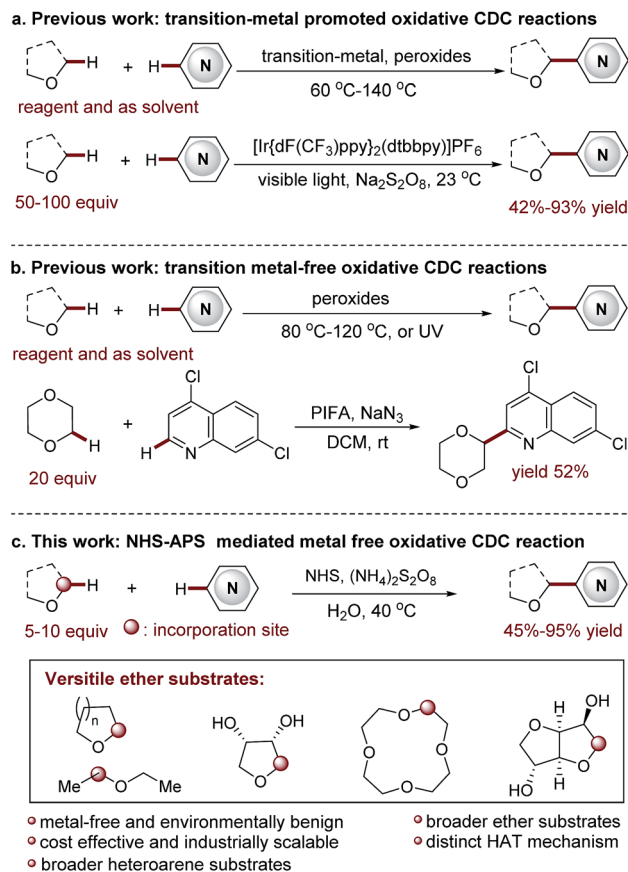 a. Previous work: transition-metal promoted oxidative CDC reactions
O H + H N transition-metal, peroxides O N
60 °C-140 °C
reagent and as solvent
O H + H N [Ir{dF(CF3)ppy}2(dtbbpy)]PF6 O N
visible light, Na2S2O8, 23 °C
50-100 equiv 42%-93% yield
b. Previous work: transition metal-free oxidative CDC reactions
O H + H N peroxides O N
80 °C-120 °C, or UV
reagent and as solvent
O O H + Cl H N Cl PIFA, NaN3 Cl O O N Cl
DCM, rt
20 equiv yield 52%
c. This work: NHS-APS mediated metal free oxidative CDC reaction
O H + H N NHS, (NH4)2S2O8 O N
H2O, 40 °C
5-10 equiv : incorporation site 45%-95% yield
Versitile ether substrates:
n O HO OH O O O O O O H OH O HO H
Me O Me
metal-free and environmentally benign
cost effective and industrially scalable
broader heteroarene substrates
broader ether substrates
distinct HAT mechanism